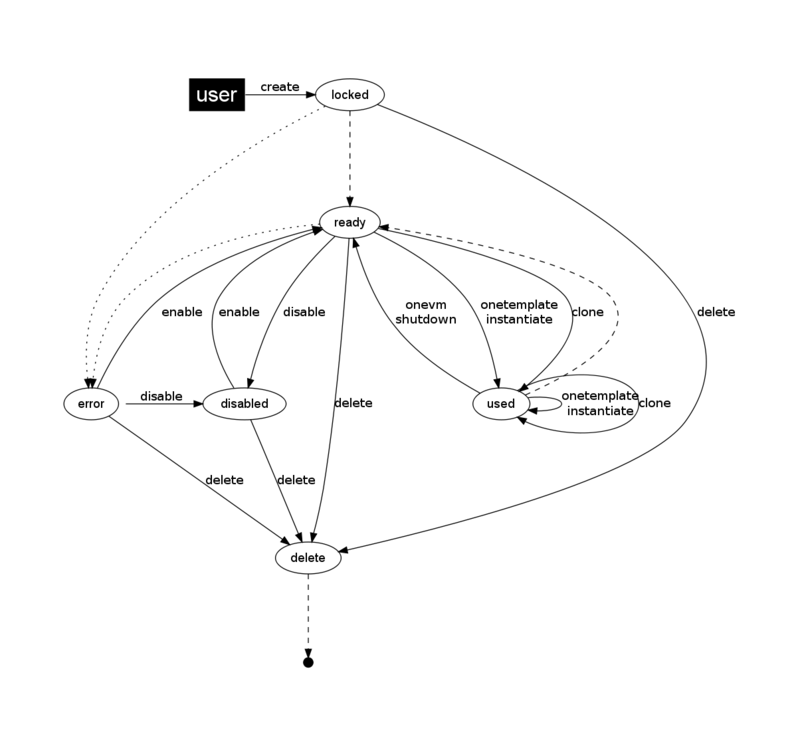 user
create
locked
ready
enable
enable
disable
onevm
shutdown
onetemplate
instantiate
clone
delete
error
disable
disabled
delete
used
onetemplate
instantiate
clone
delete
delete
delete